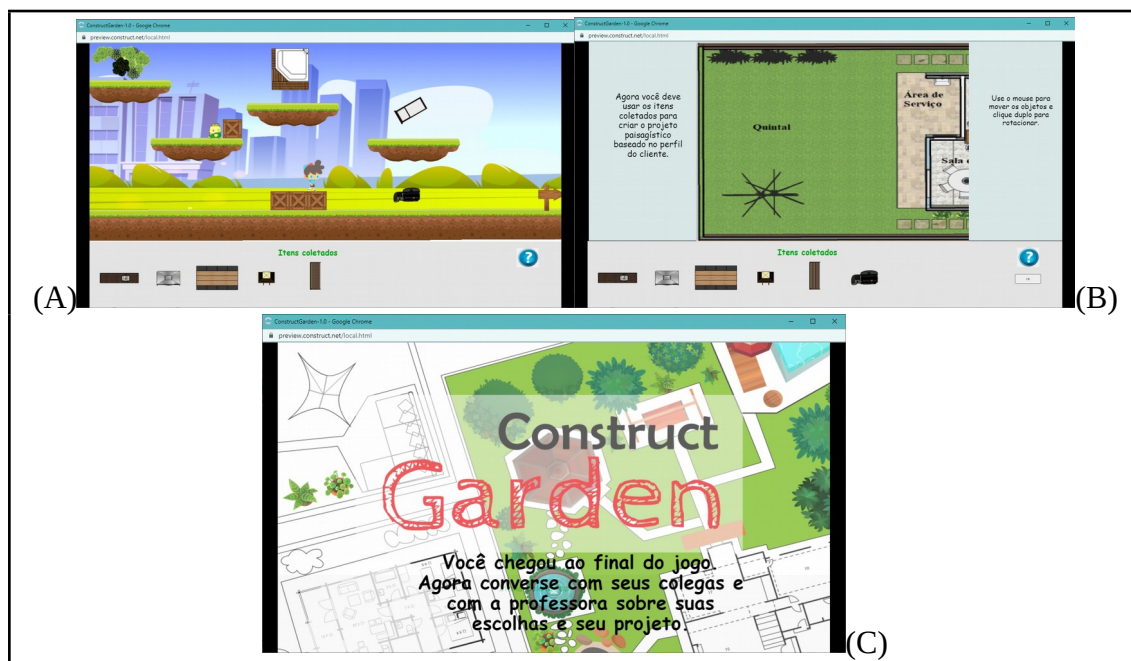 ConstructGarden-1.0 - Google Chrome
preview.construct.net/local.html
Itens coletados
?
(A)
ConstructGarden-1.0 - Google Chrome
preview.construct.net/local.html
Agora você deve
usar os itens
coletados para
criar o projeto
paisagístico
baseado no perfil
do cliente.
Quintal
Área de
Serviço
Sala
Use o mouse para
mover os objetos e
clique duplo para
rotacionar.
Itens coletados
?
(B)
ConstructGarden-1.0 - Google Chrome
preview.construct.net/local.html
Construct
Garden
Você chegou ao final do jogo.
Agora converse com seus colegas e
com a professora sobre suas
escolhas e seu projeto.
(C)